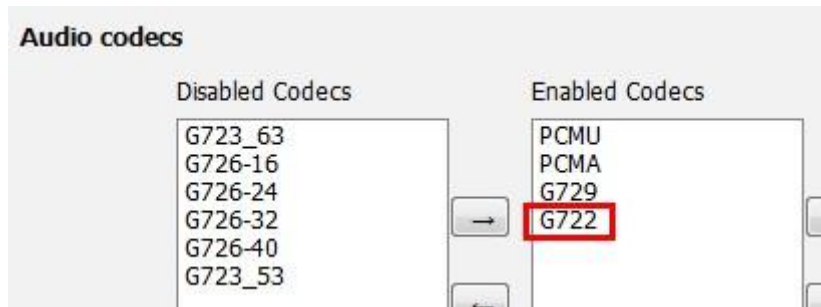 Audio codecs
Disabled Codecs
Enabled Codecs
G723_63
G726-16
G726-24
G726-32
G726-40
G723_53
→
PCMU
PCMA
G729
G722